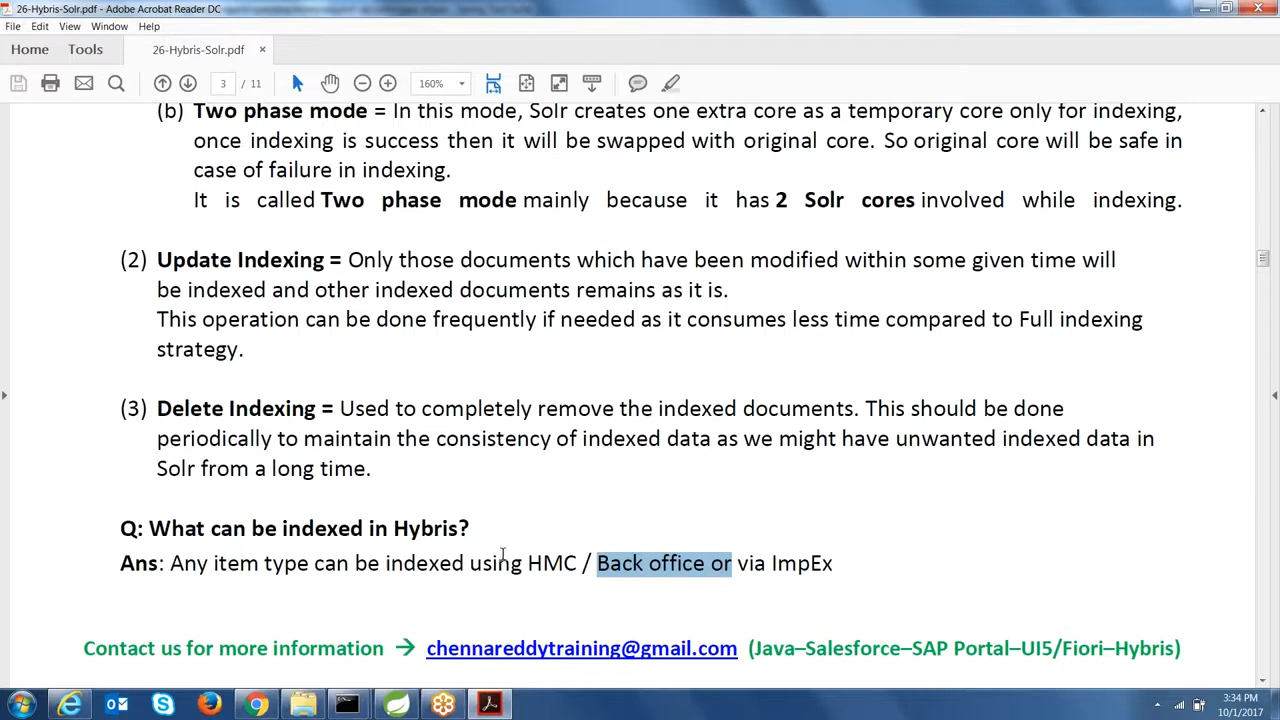 26-Hybris-Solr.pdf - Adobe Acrobat Reader DC
File Edit View Window Help
Home Tools 26-Hybris-Solr.pdf ×
3 / 11 160%
(b) Two phase mode = In this mode, Solr creates one extra core as a temporary core only for indexing,
once indexing is success then it will be swapped with original core. So original core will be safe in
case of failure in indexing.
It is called Two phase mode mainly because it has 2 Solr cores involved while indexing.
(2) Update Indexing = Only those documents which have been modified within some given time will
be indexed and other indexed documents remains as it is.
This operation can be done frequently if needed as it consumes less time compared to Full indexing
strategy.
(3) Delete Indexing = Used to completely remove the indexed documents. This should be done
periodically to maintain the consistency of indexed data as we might have unwanted indexed data in
Solr from a long time.
Q: What can be indexed in Hybris?
Ans: Any item type can be indexed using HMC / Back office or via ImpEx
Contact us for more information → chennareddytraining@gmail.com (Java–Salesforce–SAP Portal–UI5/Fiori–Hybris)
3:34 PM
10/1/2017